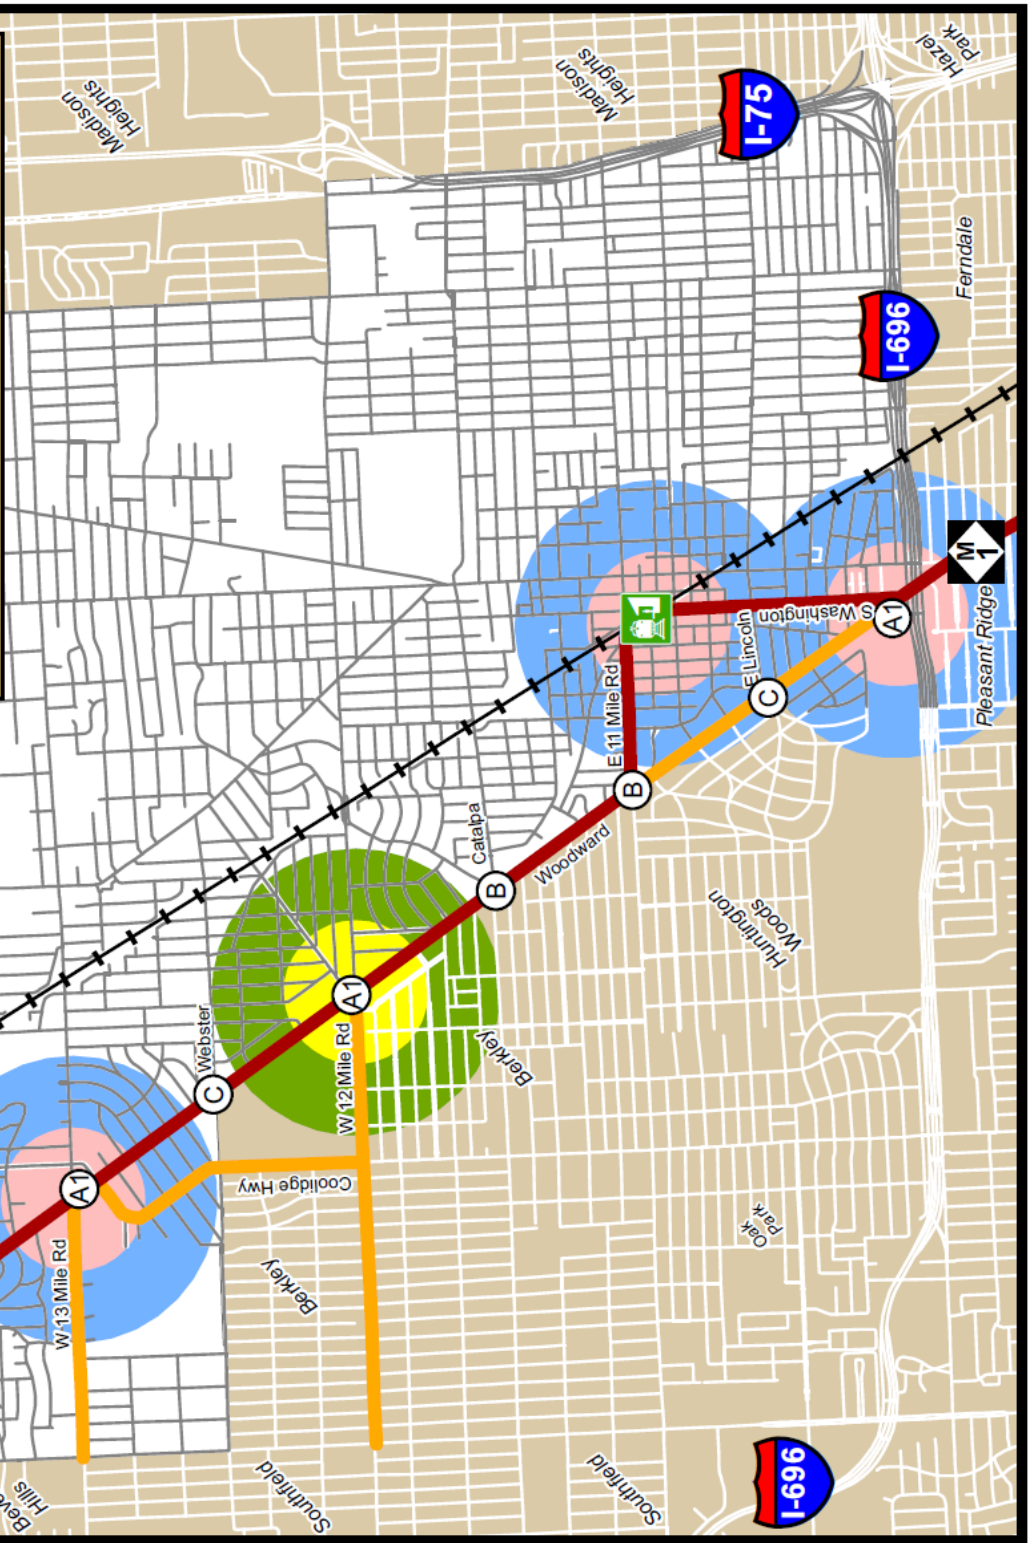 Madison
Heights
Madison
Heights
Hazel
Park
I-75
Ferndale
I-696
M
1
Pleasant Ridge
S Washington
A1
E Lincoln
C
E 11 Mile Rd
B
Woodward
Catalpa
B
Huntington
Woods
A1
W 12 Mile Rd
Berkley
Webster
C
Coolidge Hwy
A1
W 13 Mile Rd
Berkley
Oak
Park
Hills
Southfield
Southfield
I-696